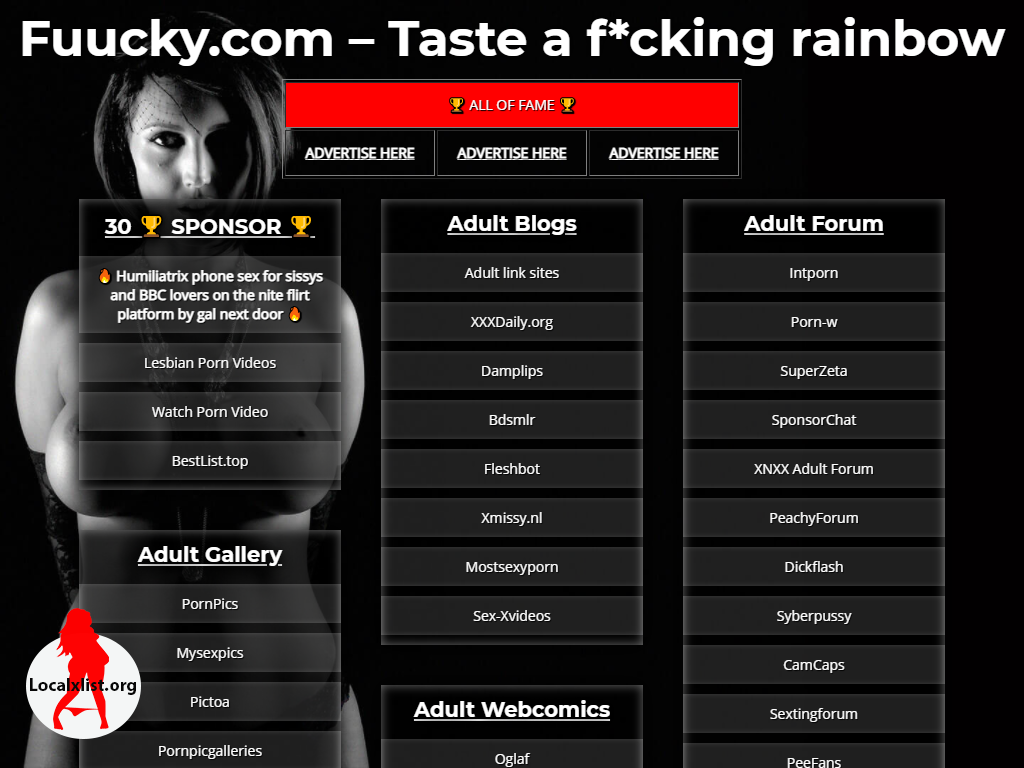 Fuucky.com – Taste a f*cking rainbow
🏆 ALL OF FAME 🏆
ADVERTISE HERE
ADVERTISE HERE
ADVERTISE HERE
30 🏆 SPONSOR 🏆
🔥 Humiliatrix phone sex for sissys
and BBC lovers on the nite flirt
platform by gal next door 🔥
Lesbian Porn Videos
Watch Porn Video
BestList.top
Adult Gallery
PornPics
Mysexpics
Pictoa
Pornpicgalleries
Localxlist.org
Adult Blogs
Adult link sites
XXXDaily.org
Damplips
Bdsmlr
Fleshbot
Xmissy.nl
Mostsexyporn
Sex-Xvideos
Adult Webcomics
Oglaf
Adult Forum
Intporn
Porn-w
SuperZeta
SponsorChat
XNXX Adult Forum
PeachyForum
Dickflash
Syberpussy
CamCaps
Sextingforum
PeeFans